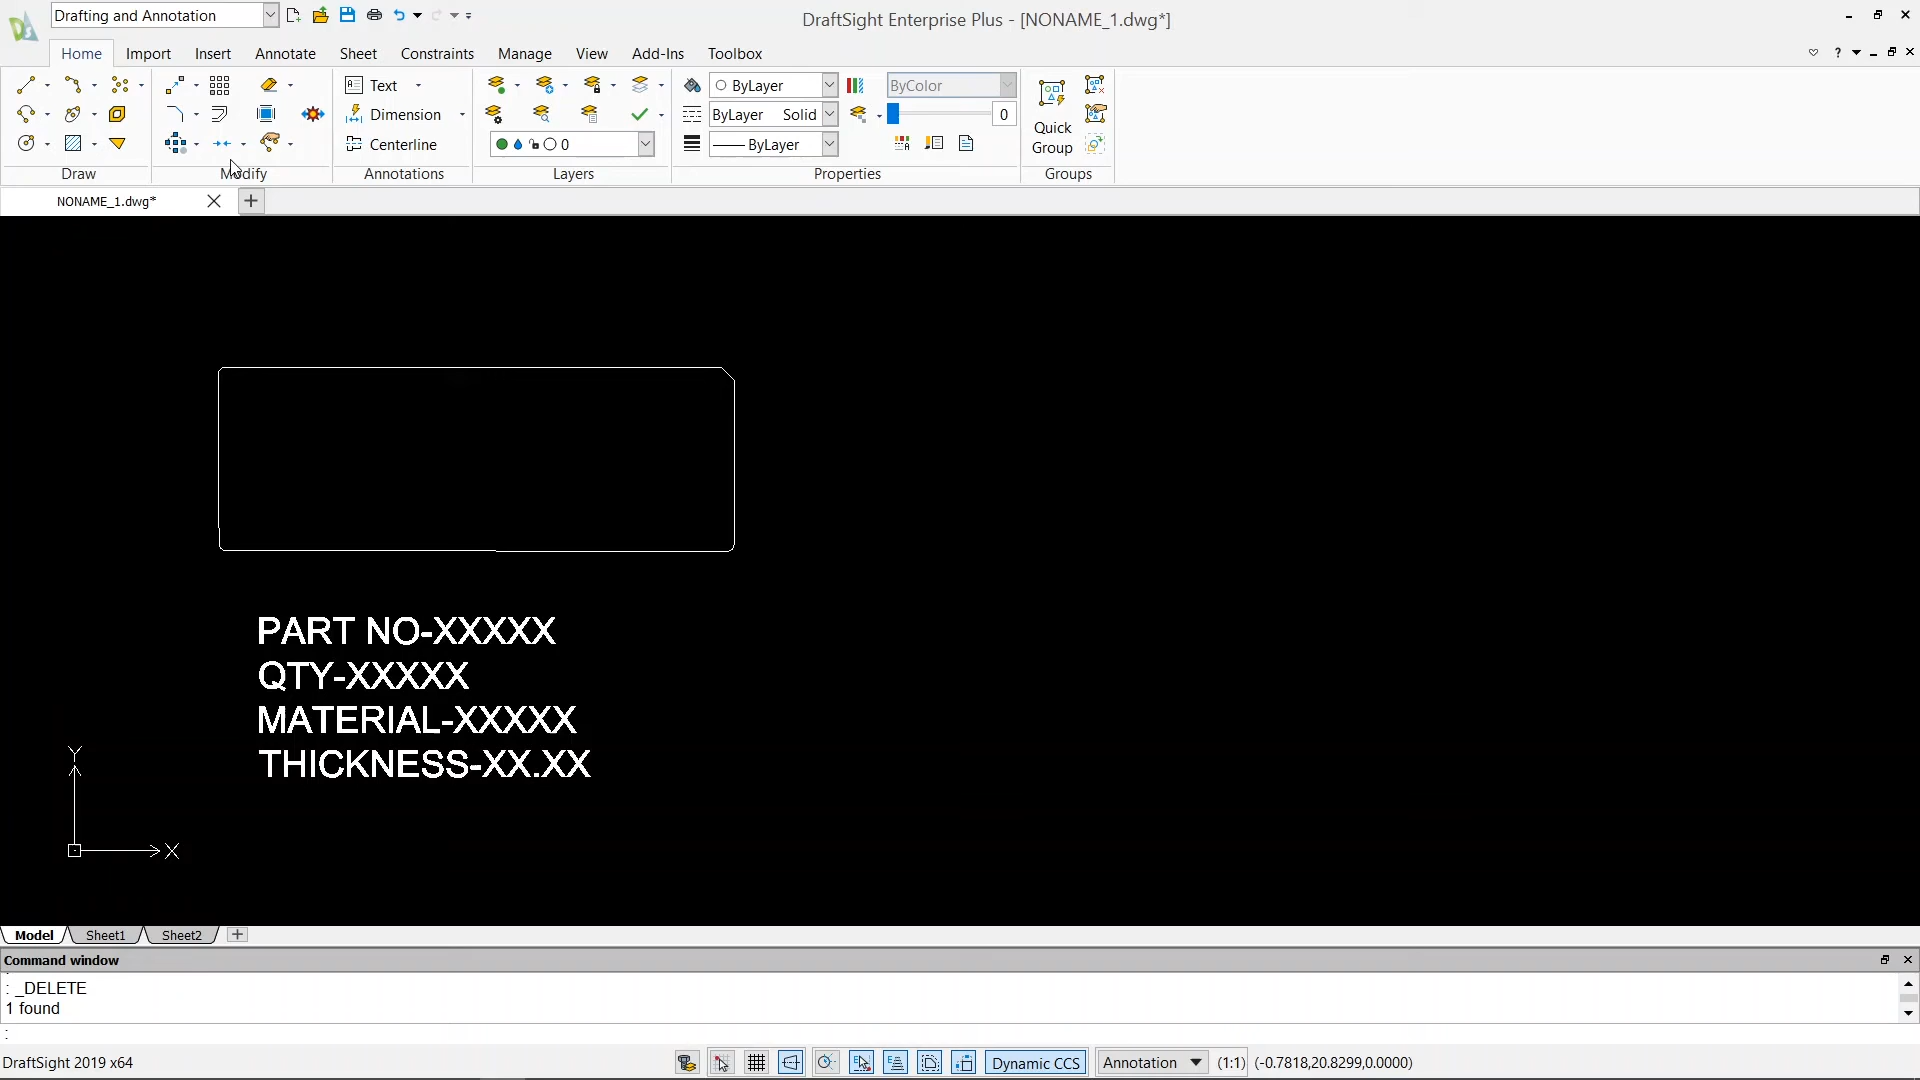 Drafting and Annotation
DraftSight Enterprise Plus - [NONAME_1.dwg*]
Home Import Insert Annotate Sheet Constraints Manage View Add-Ins Toolbox
?
Text
ByLayer
ByColor
Dimension
ByLayer Solid
0
Centerline
0
ByLayer
Quick
Group
Draw Modify Annotations Layers Properties Groups
NONAME_1.dwg*
PART NO-XXXXX
QTY-XXXXX
MATERIAL-XXXXX
THICKNESS-XX.XX
Y
X
Model Sheet1 Sheet2
Command window
: _DELETE
1 found
:
DraftSight 2019 x64
Dynamic CCS
Annotation
(1:1)
(-0.7818,20.8299,0.0000)